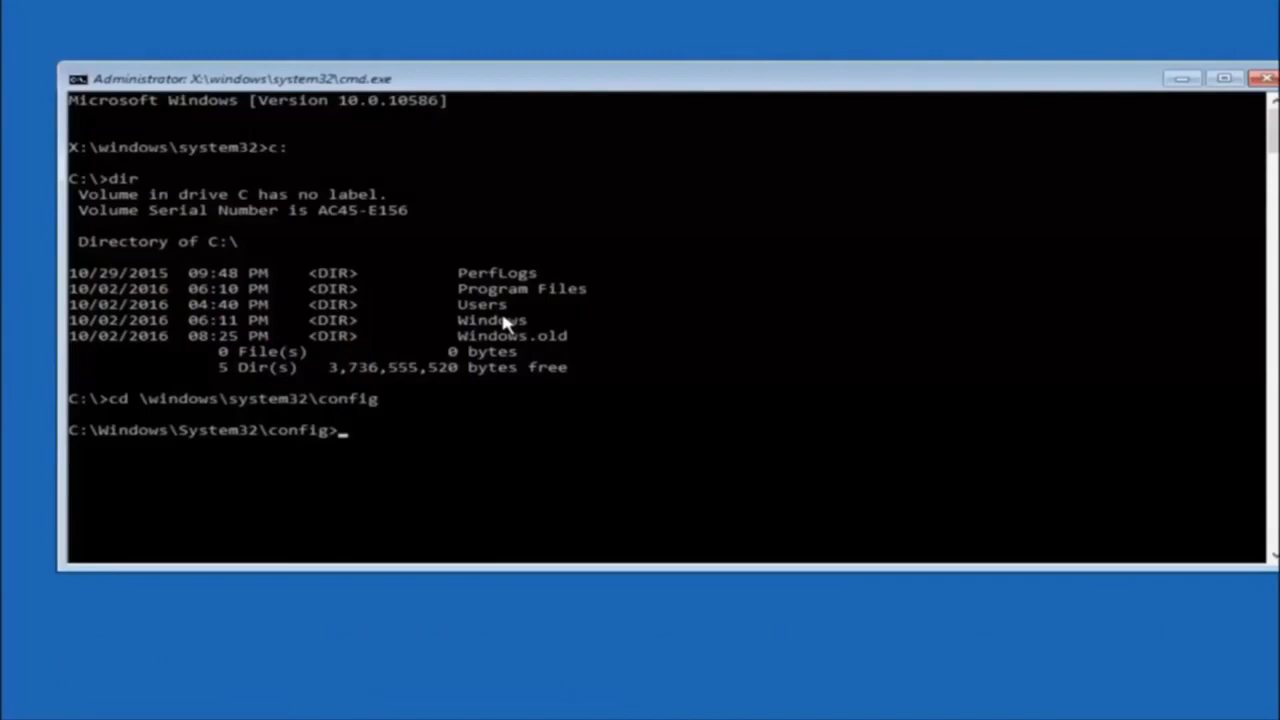 Administrator: X:\windows\system32\cmd.exe
Microsoft Windows [Version 10.0.10586]
X:\windows\system32>c:
C:\>dir
Volume in drive C has no label.
Volume Serial Number is AC45-E156
Directory of C:\
10/29/2015 09:48 PM <DIR> PerfLogs
10/02/2016 06:10 PM <DIR> Program Files
10/02/2016 04:40 PM <DIR> Users
10/02/2016 06:11 PM <DIR> Windows
10/02/2016 08:25 PM <DIR> Windows.old
0 File(s) 0 bytes
5 Dir(s) 3,736,555,520 bytes free
C:\>cd \windows\system32\config
C:\Windows\System32\config>_